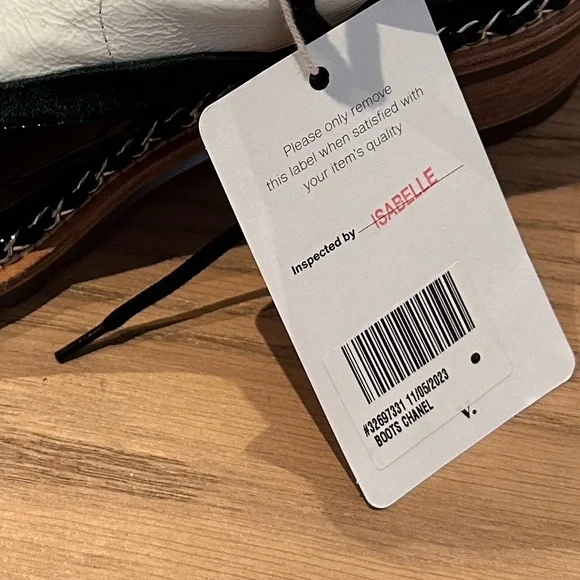 Please only remove
this label when satisfied with
your item's quality
Inspected by ISABELLE
#32697331 11/05/2023
BOOTS CHANEL
V.